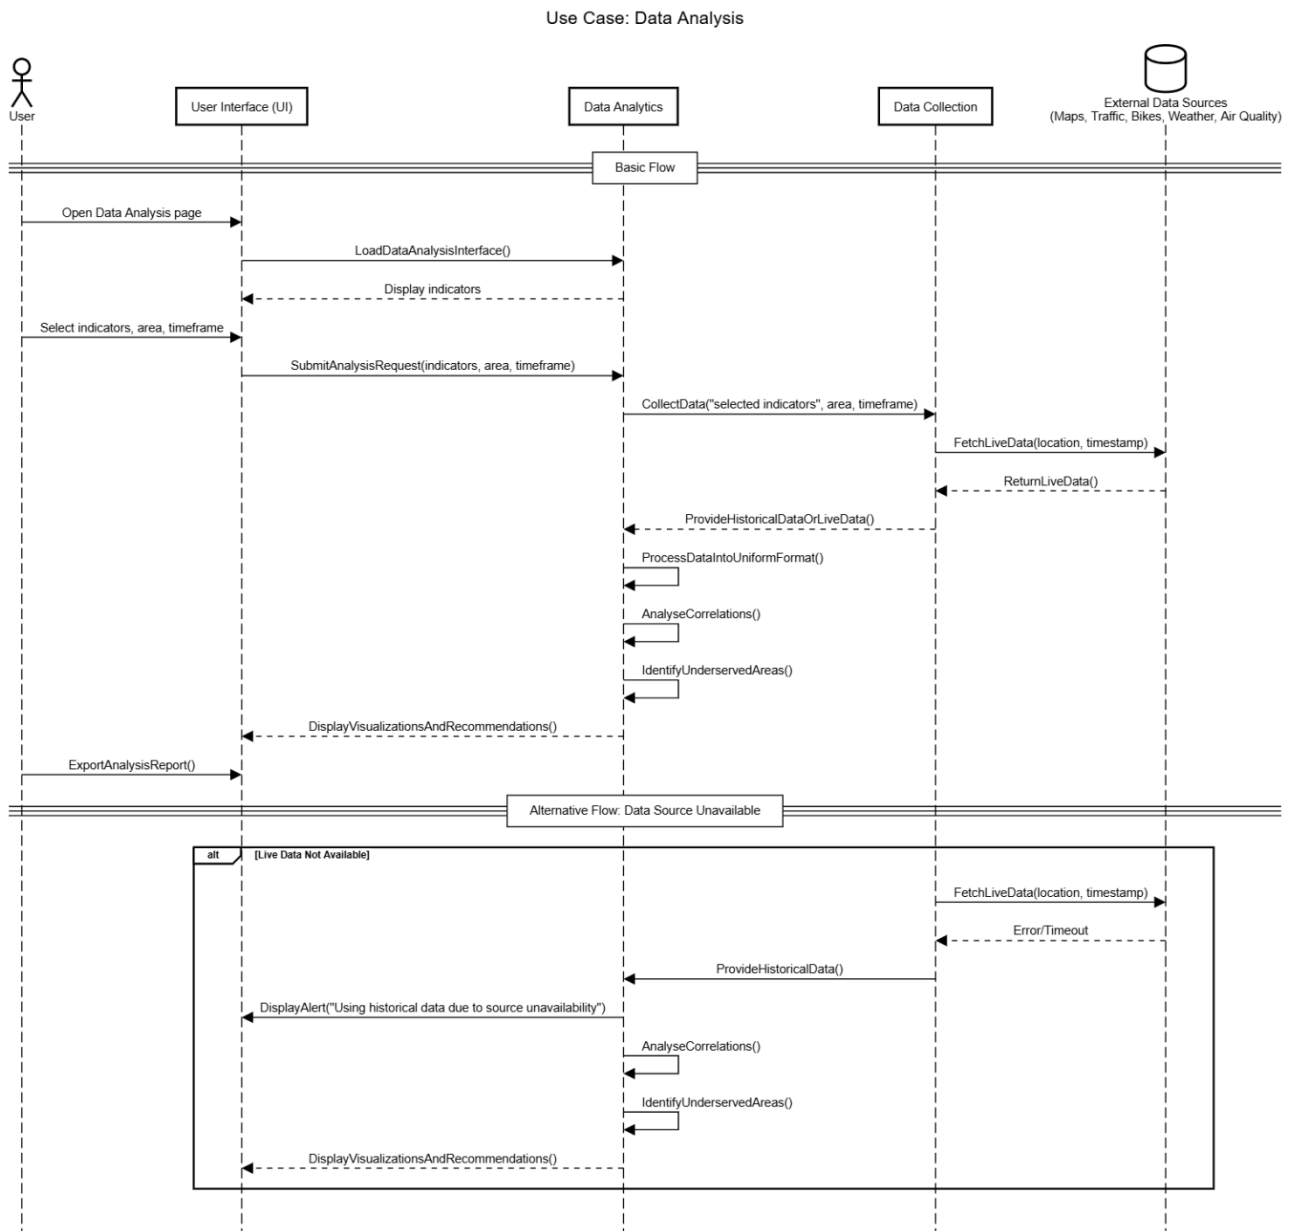 Use Case: Data Analysis
User
User Interface (UI)
Data Analytics
Data Collection
External Data Sources
(Maps, Traffic, Bikes, Weather, Air Quality)
Basic Flow
Open Data Analysis page
LoadDataAnalysisInterface()
Display indicators
Select indicators, area, timeframe
SubmitAnalysisRequest(indicators, area, timeframe)
CollectData("selected indicators", area, timeframe)
FetchLiveData(location, timestamp)
ReturnLiveData()
ProvideHistoricalDataOrLiveData()
ProcessDataIntoUniformFormat()
AnalyseCorrelations()
IdentifyUnderservedAreas()
DisplayVisualizationsAndRecommendations()
ExportAnalysisReport()
Alternative Flow: Data Source Unavailable
alt
[Live Data Not Available]
FetchLiveData(location, timestamp)
Error/Timeout
ProvideHistoricalData()
DisplayAlert("Using historical data due to source unavailability")
AnalyseCorrelations()
IdentifyUnderservedAreas()
DisplayVisualizationsAndRecommendations()